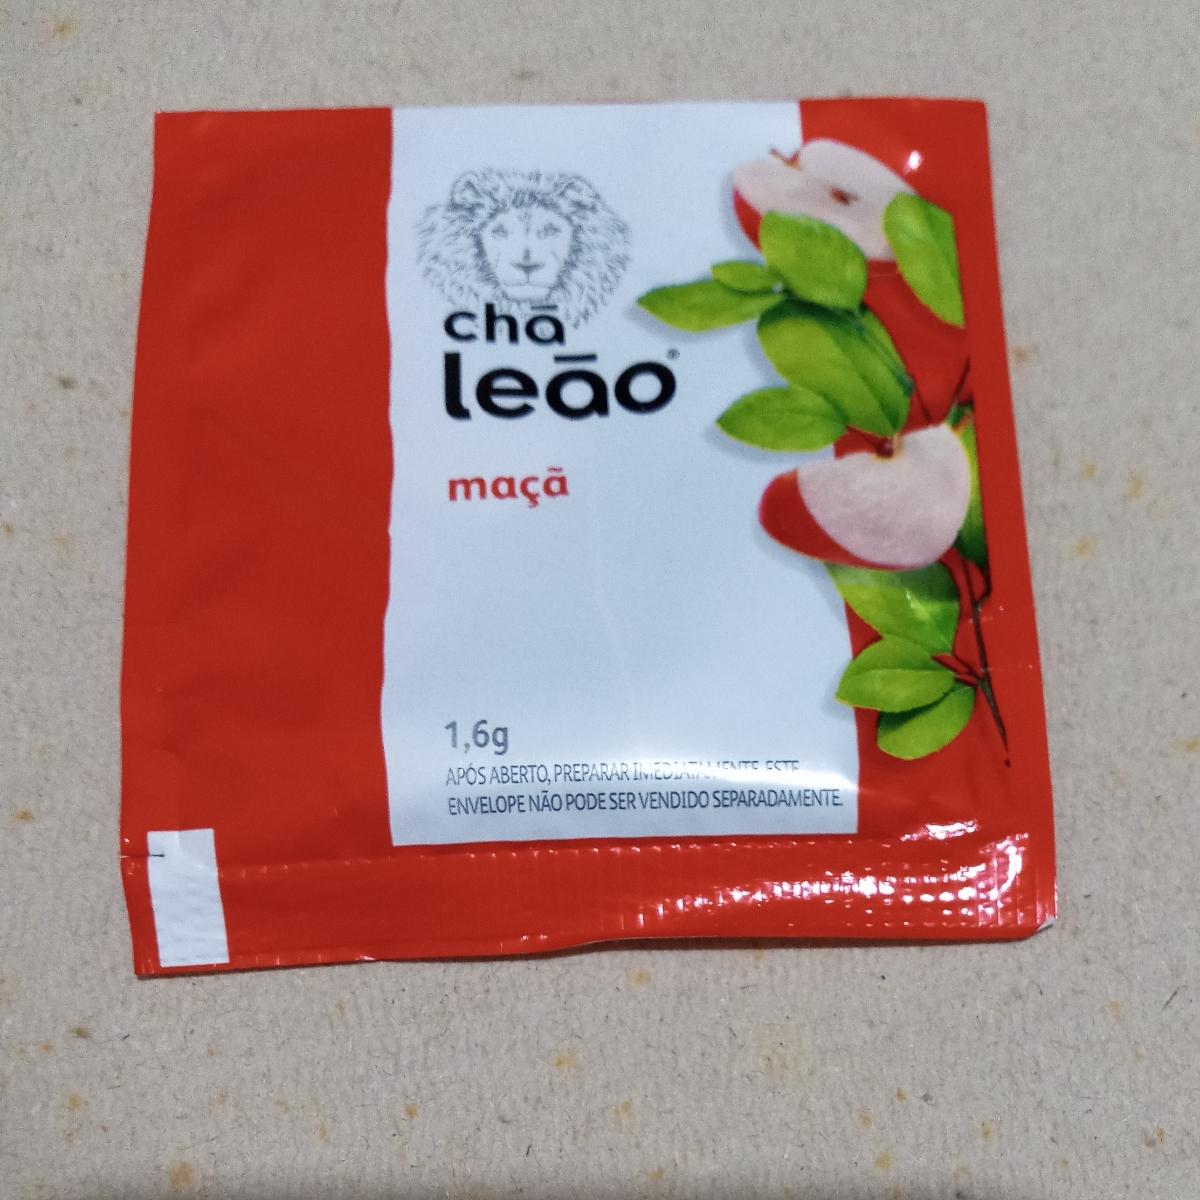 chá
leão®
maçã
1,6g
APÓS ABERTO, PREPARAR IMEDIATAMENTE. ESTE
ENVELOPE NÃO PODE SER VENDIDO SEPARADAMENTE.